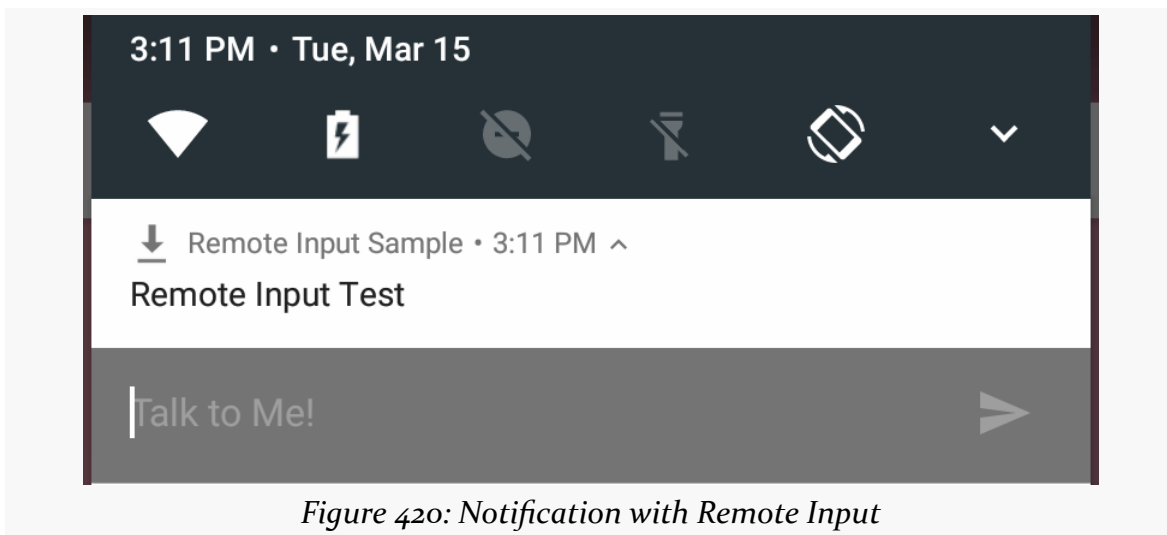 3:11 PM • Tue, Mar 15
Remote Input Sample • 3:11 PM
Remote Input Test
Talk to Me!
Figure 420: Notification with Remote Input